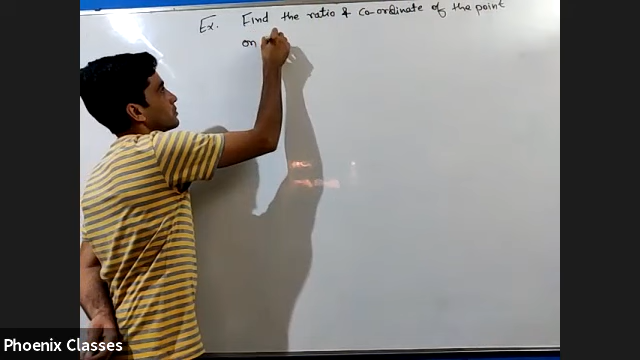 Ex. Find the ratio & co-ordinate of the point
on
Phoenix Classes